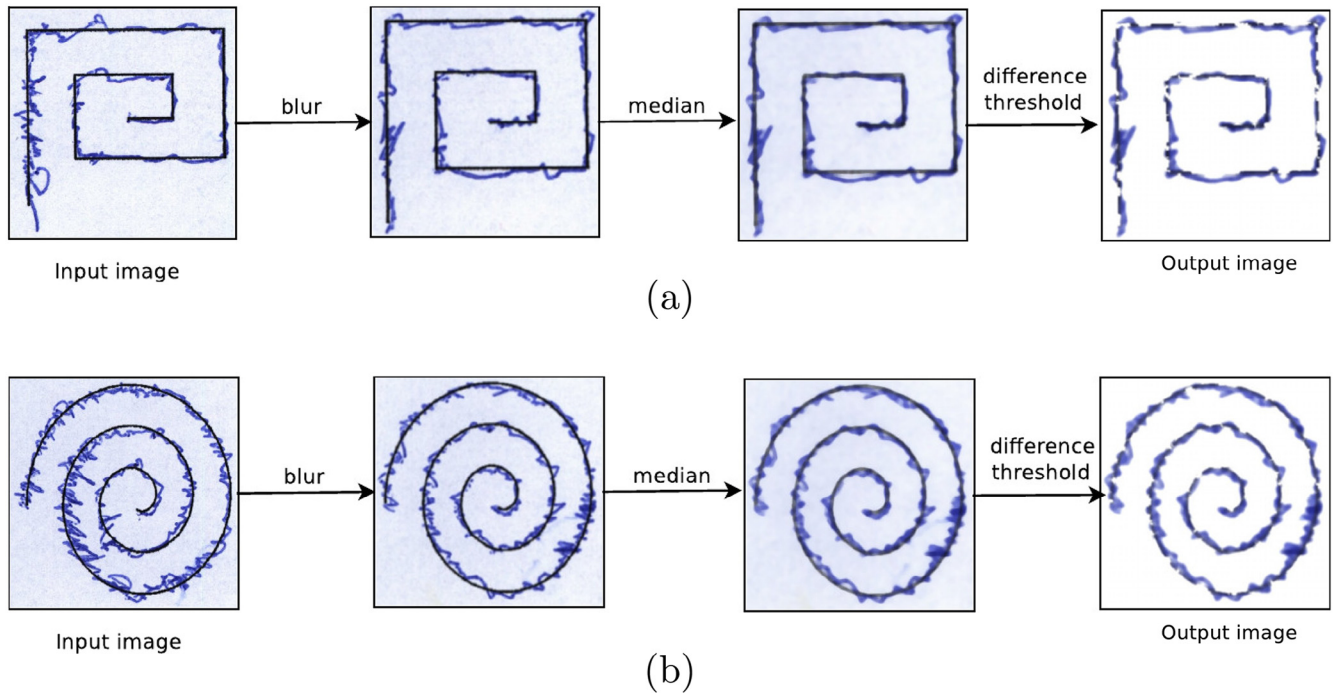 blur
median
difference
threshold
Input image
Output image
(a)
blur
median
difference
threshold
Input image
Output image
(b)